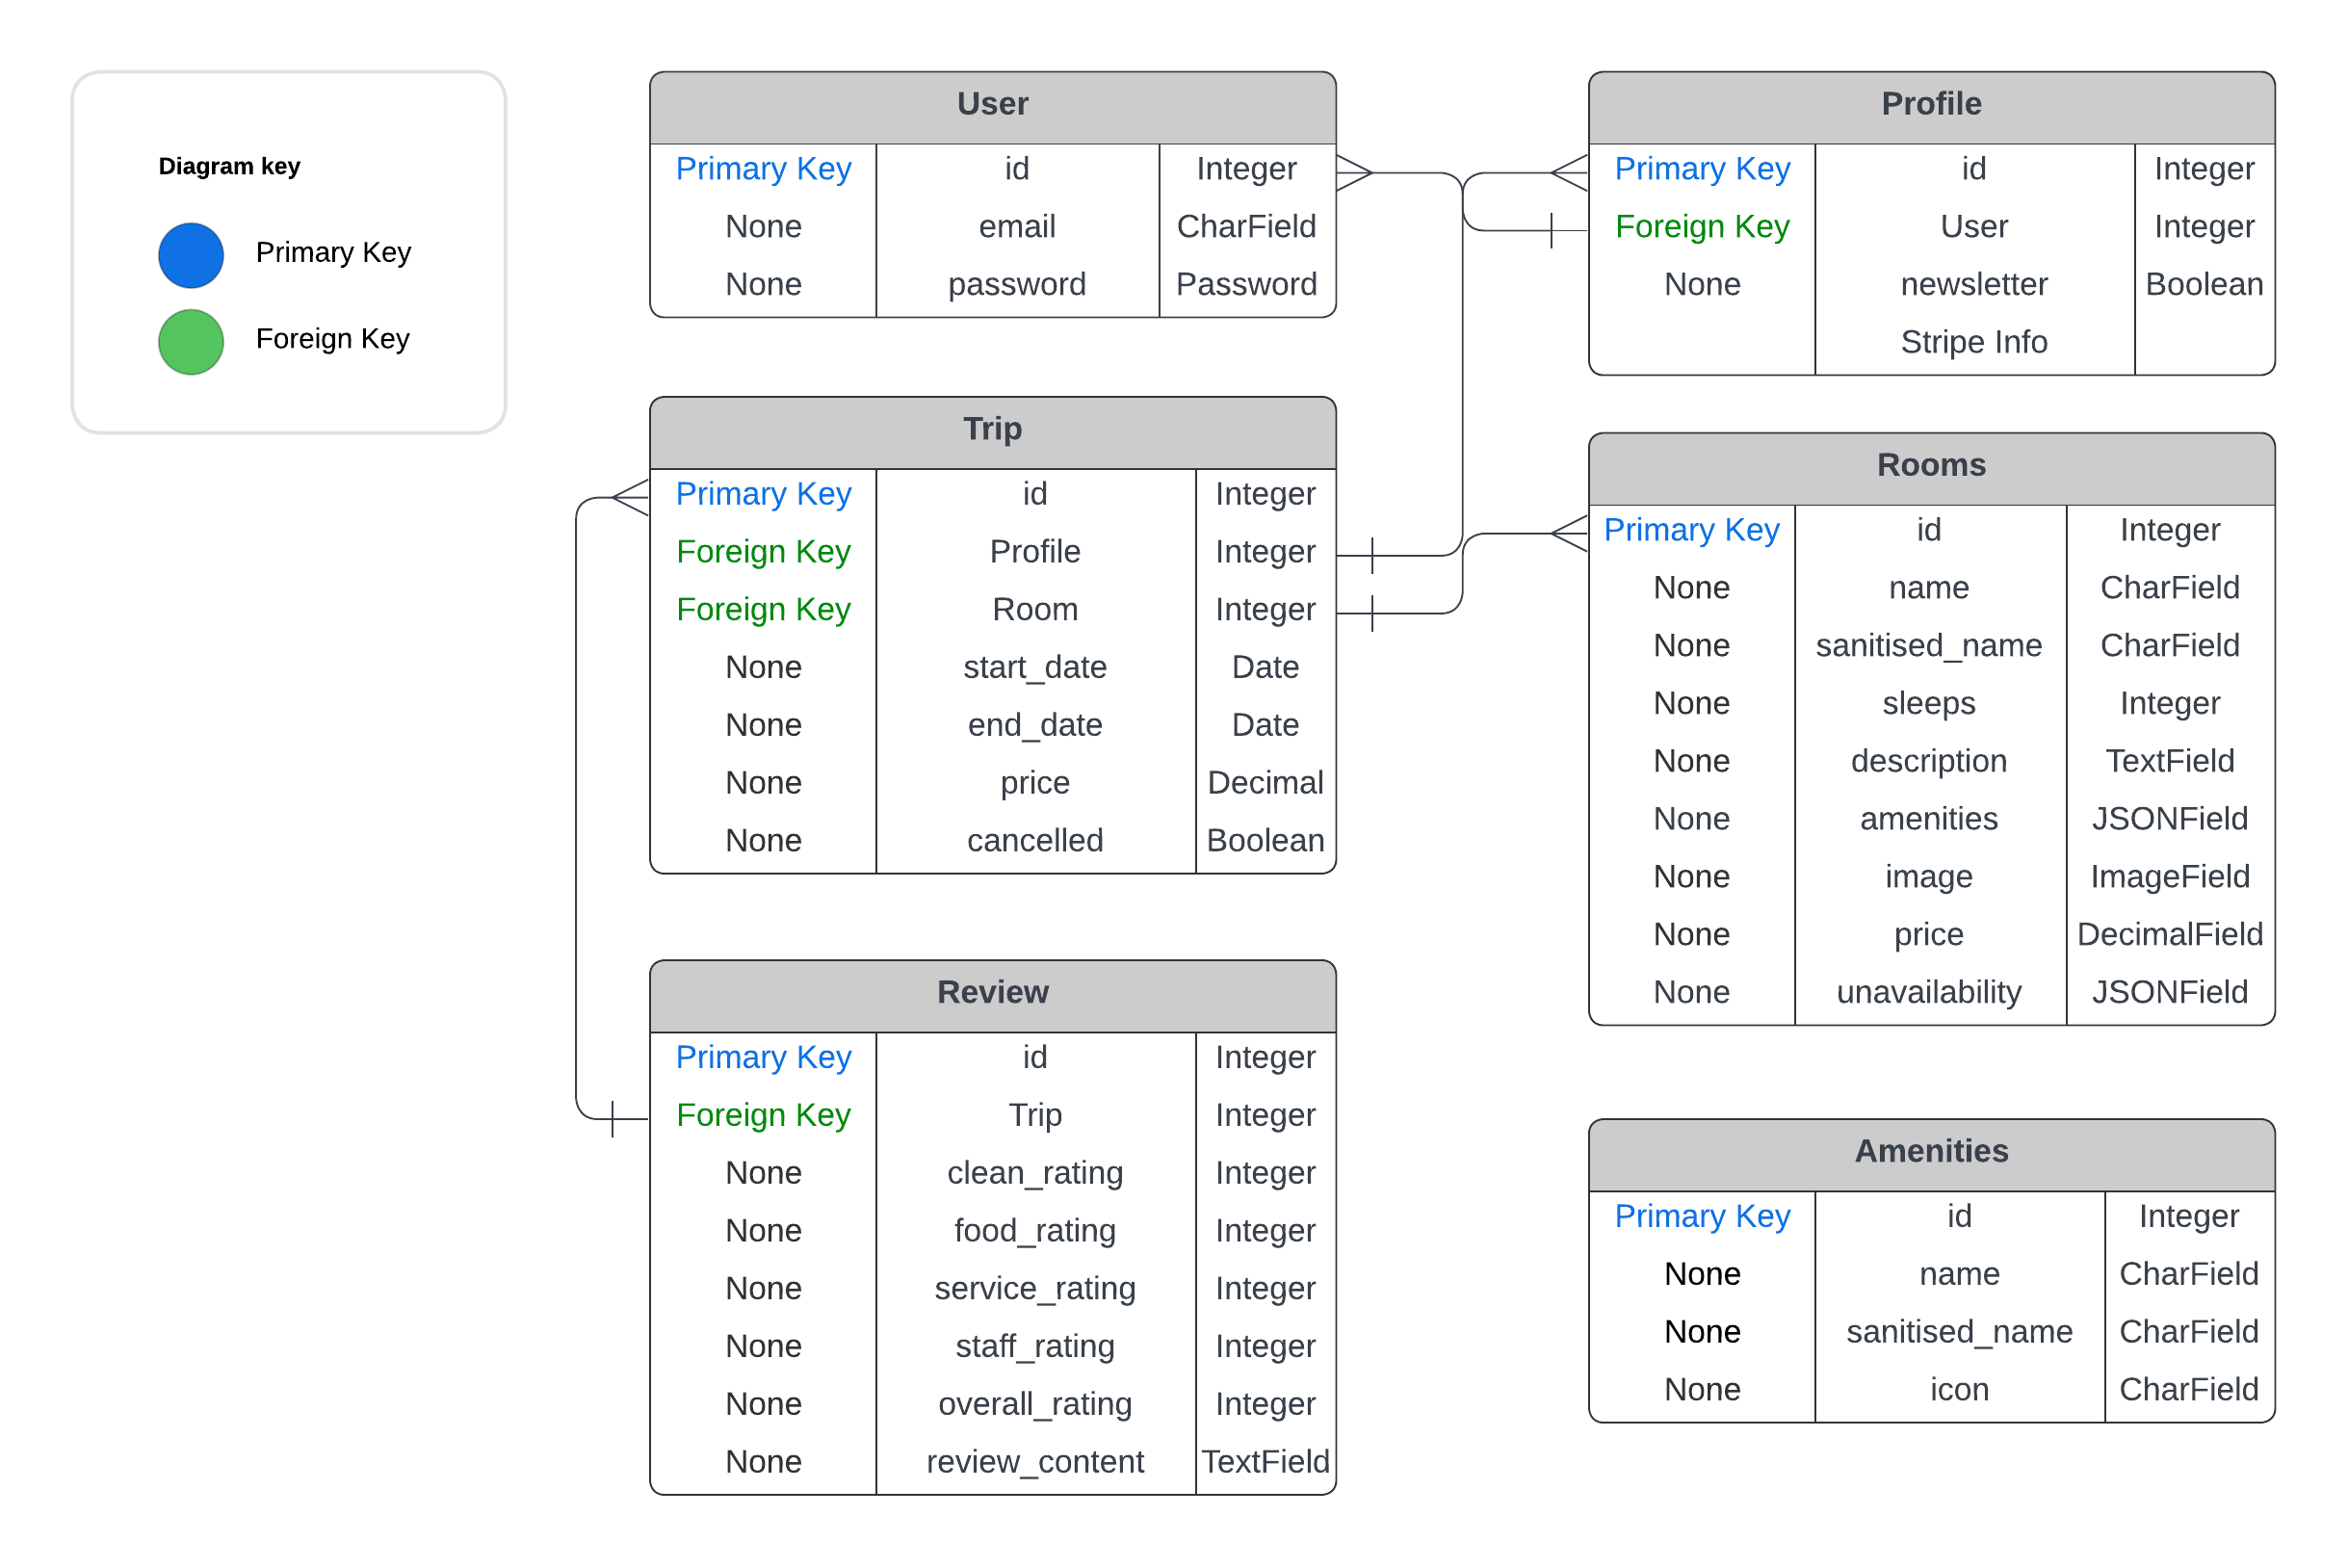 Diagram key
Primary Key
Foreign Key
User
Primary Key id Integer
None email CharField
None password Password
Profile
Primary Key id Integer
Foreign Key User Integer
None newsletter Boolean
Stripe Info
Trip
Primary Key id Integer
Foreign Key Profile Integer
Foreign Key Room Integer
None start_date Date
None end_date Date
None price Decimal
None cancelled Boolean
Rooms
Primary Key id Integer
None name CharField
None sanitised_name CharField
None sleeps Integer
None description TextField
None amenities JSONField
None image ImageField
None price DecimalField
None unavailability JSONField
Review
Primary Key id Integer
Foreign Key Trip Integer
None clean_rating Integer
None food_rating Integer
None service_rating Integer
None staff_rating Integer
None overall_rating Integer
None review_content TextField
Amenities
Primary Key id Integer
None name CharField
None sanitised_name CharField
None icon CharField